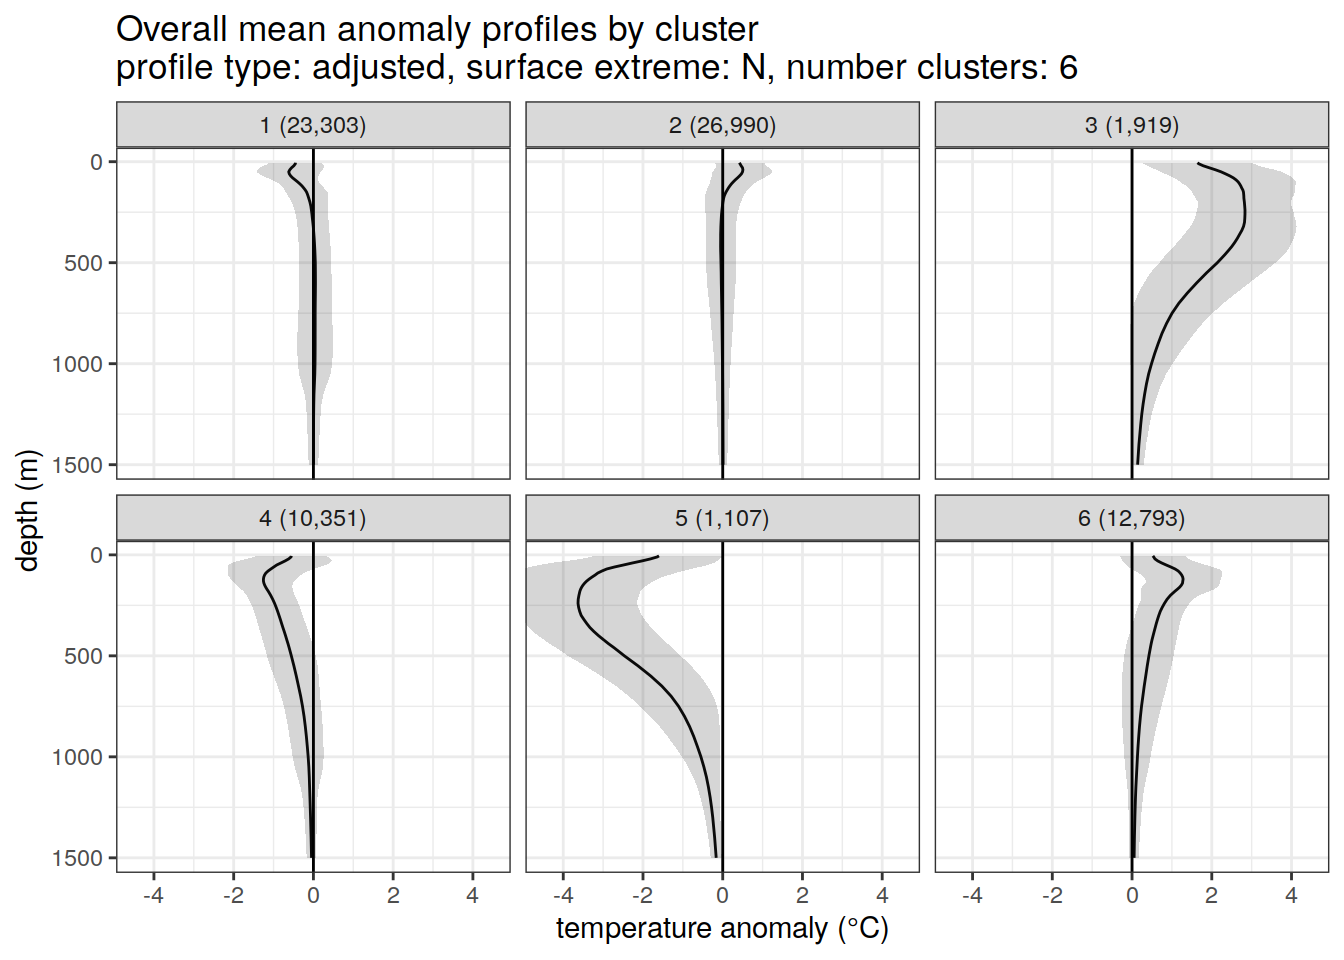 Overall mean anomaly profiles by cluster
profile type: adjusted, surface extreme: N, number clusters: 6
1 (23,303)
2 (26,990)
3 (1,919)
0
500
1000
1500
4 (10,351)
5 (1,107)
6 (12,793)
0
500
1000
1500
-4 -2 0 2 4
-4 -2 0 2 4
-4 -2 0 2 4
temperature anomaly (°C)
depth (m)